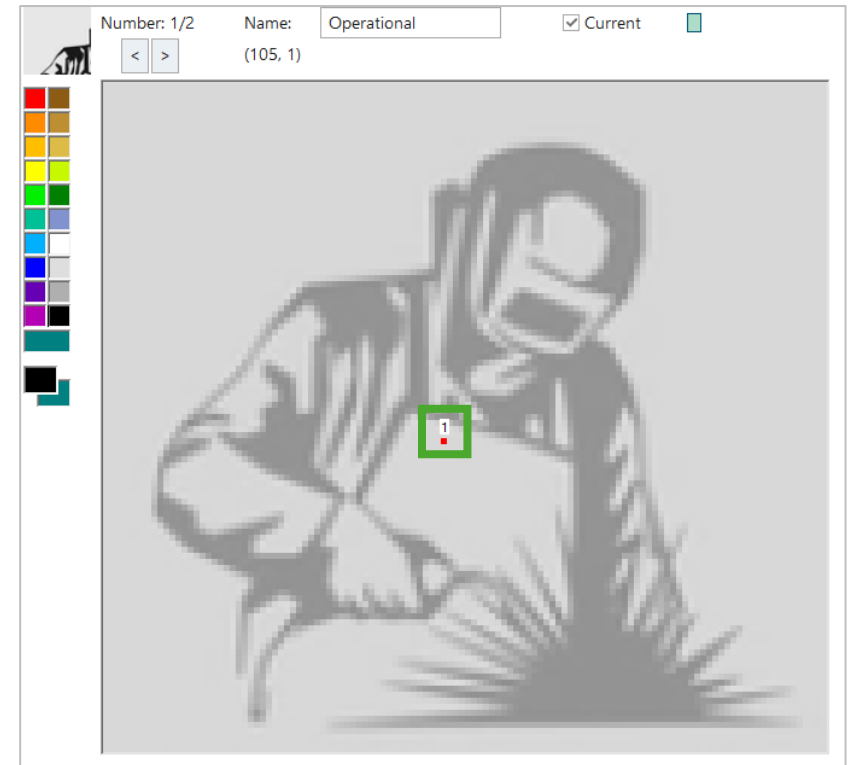 Number: 1/2 Name: Operational Current
< > (105, 1)
1